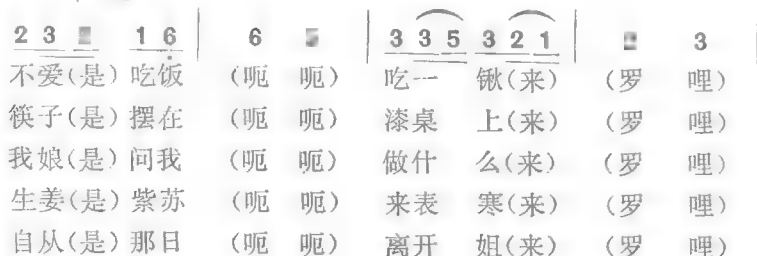 2 3 1 6 | 6 | 3 3 5 3 2 1 | 3
不爱(是)吃饭 (呃 呃) 吃一 锹(来) (罗 哩)
筷子(是)摆在 (呃 呃) 漆桌 上(来) (罗 哩)
我娘(是)问我 (呃 呃) 做什 么(来) (罗 哩)
生姜(是)紫苏 (呃 呃) 来表 寒(来) (罗 哩)
自从(是)那日 (呃 呃) 离开 姐(来) (罗 哩)